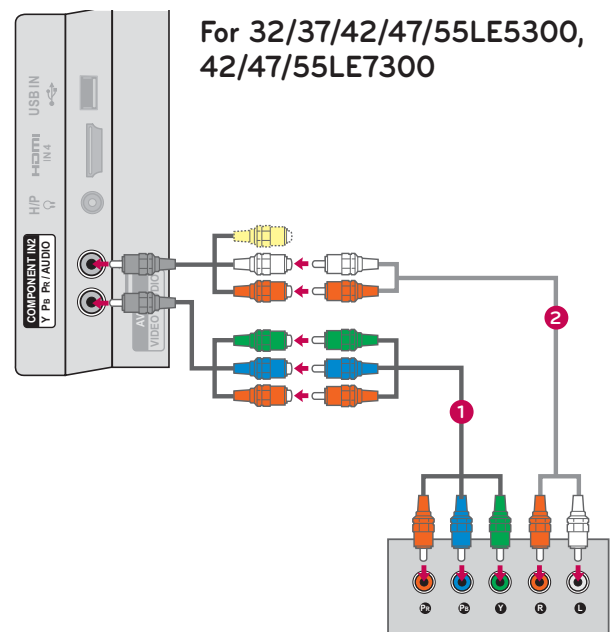 For 32/37/42/47/55LE5300,
42/47/55LE7300
USB IN
HDMI
IN 4
H/P
COMPONENT IN2
Y PB PR / AUDIO
VIDEO
2
1
PR
PB
Y
R
L